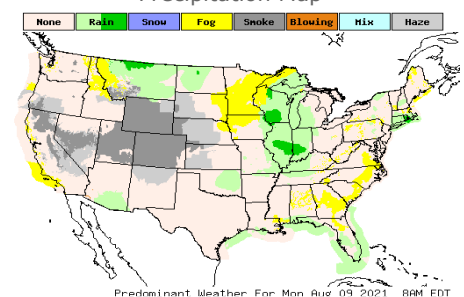 Precipitation Map
None Rain Snow Fog Smoke Blowing Mix Haze
Predominant Weather For Mon Aug 09 2021 8AM EDT